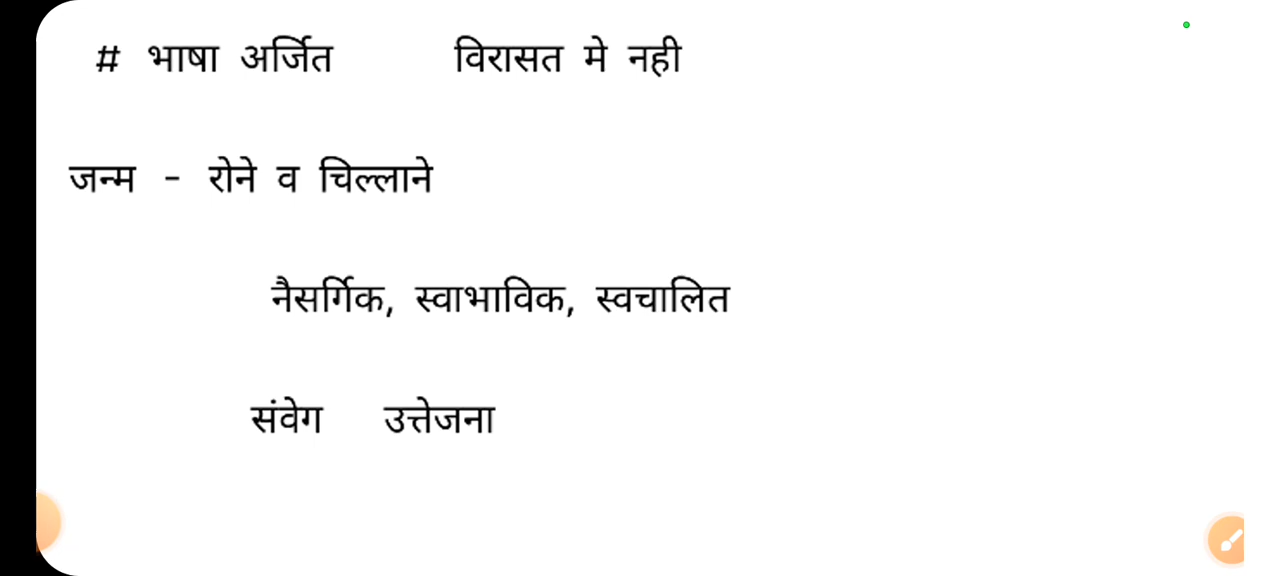 # भाषा अर्जित विरासत मे नही
जन्म - रोने व चिल्लाने
नैसर्गिक, स्वाभाविक, स्वचालित
संवेग उत्तेजना